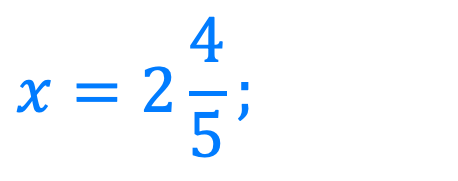 x = 2 4/5;